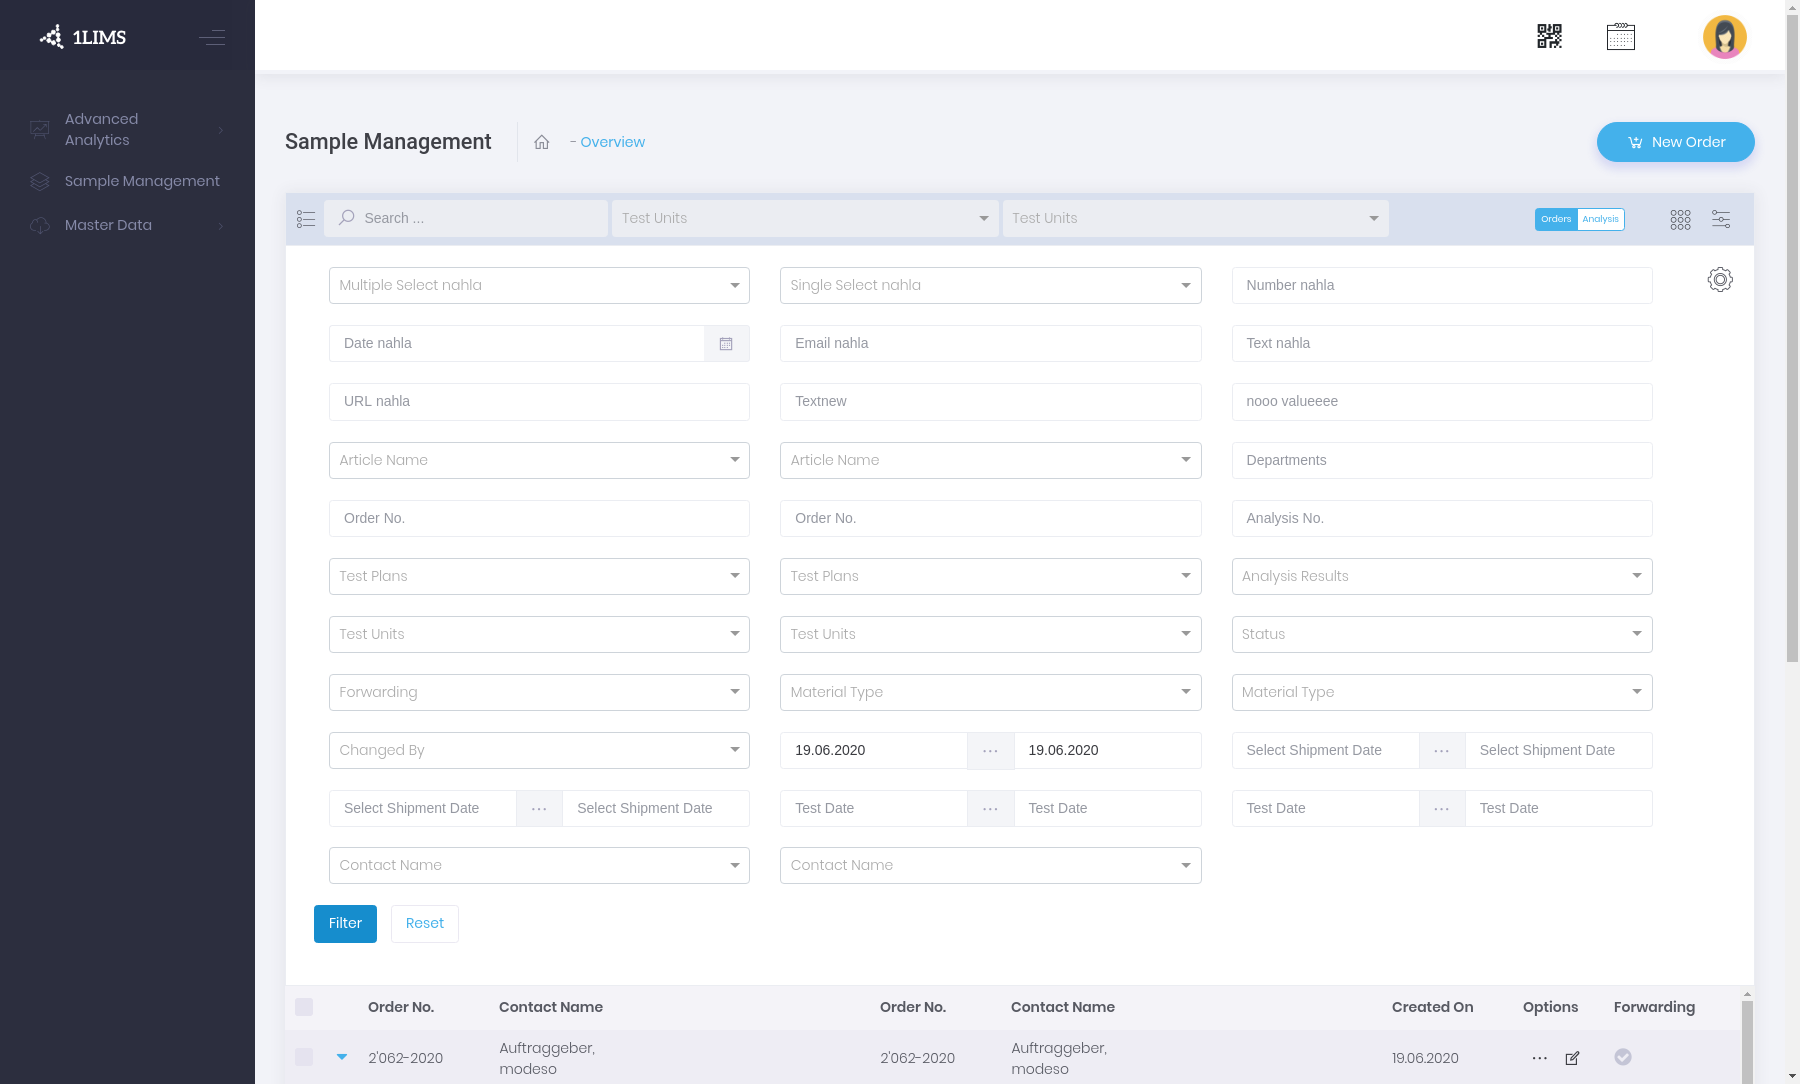 1LIMS
Advanced
Analytics
Sample Management
Master Data
Sample Management
- Overview
New Order
Search ...
Test Units
Test Units
Orders
Analysis
Multiple Select nahla
Single Select nahla
Number nahla
Date nahla
Email nahla
Text nahla
URL nahla
Textnew
nooo valueeee
Article Name
Article Name
Departments
Order No.
Order No.
Analysis No.
Test Plans
Test Plans
Analysis Results
Test Units
Test Units
Status
Forwarding
Material Type
Material Type
Changed By
19.06.2020
...
19.06.2020
Select Shipment Date
...
Select Shipment Date
Select Shipment Date
...
Select Shipment Date
Test Date
...
Test Date
Test Date
...
Test Date
Contact Name
Contact Name
Filter
Reset
Order No.
Contact Name
Order No.
Contact Name
Created On
Options
Forwarding
2'062-2020
Auftraggeber,
modeso
2'062-2020
Auftraggeber,
modeso
19.06.2020